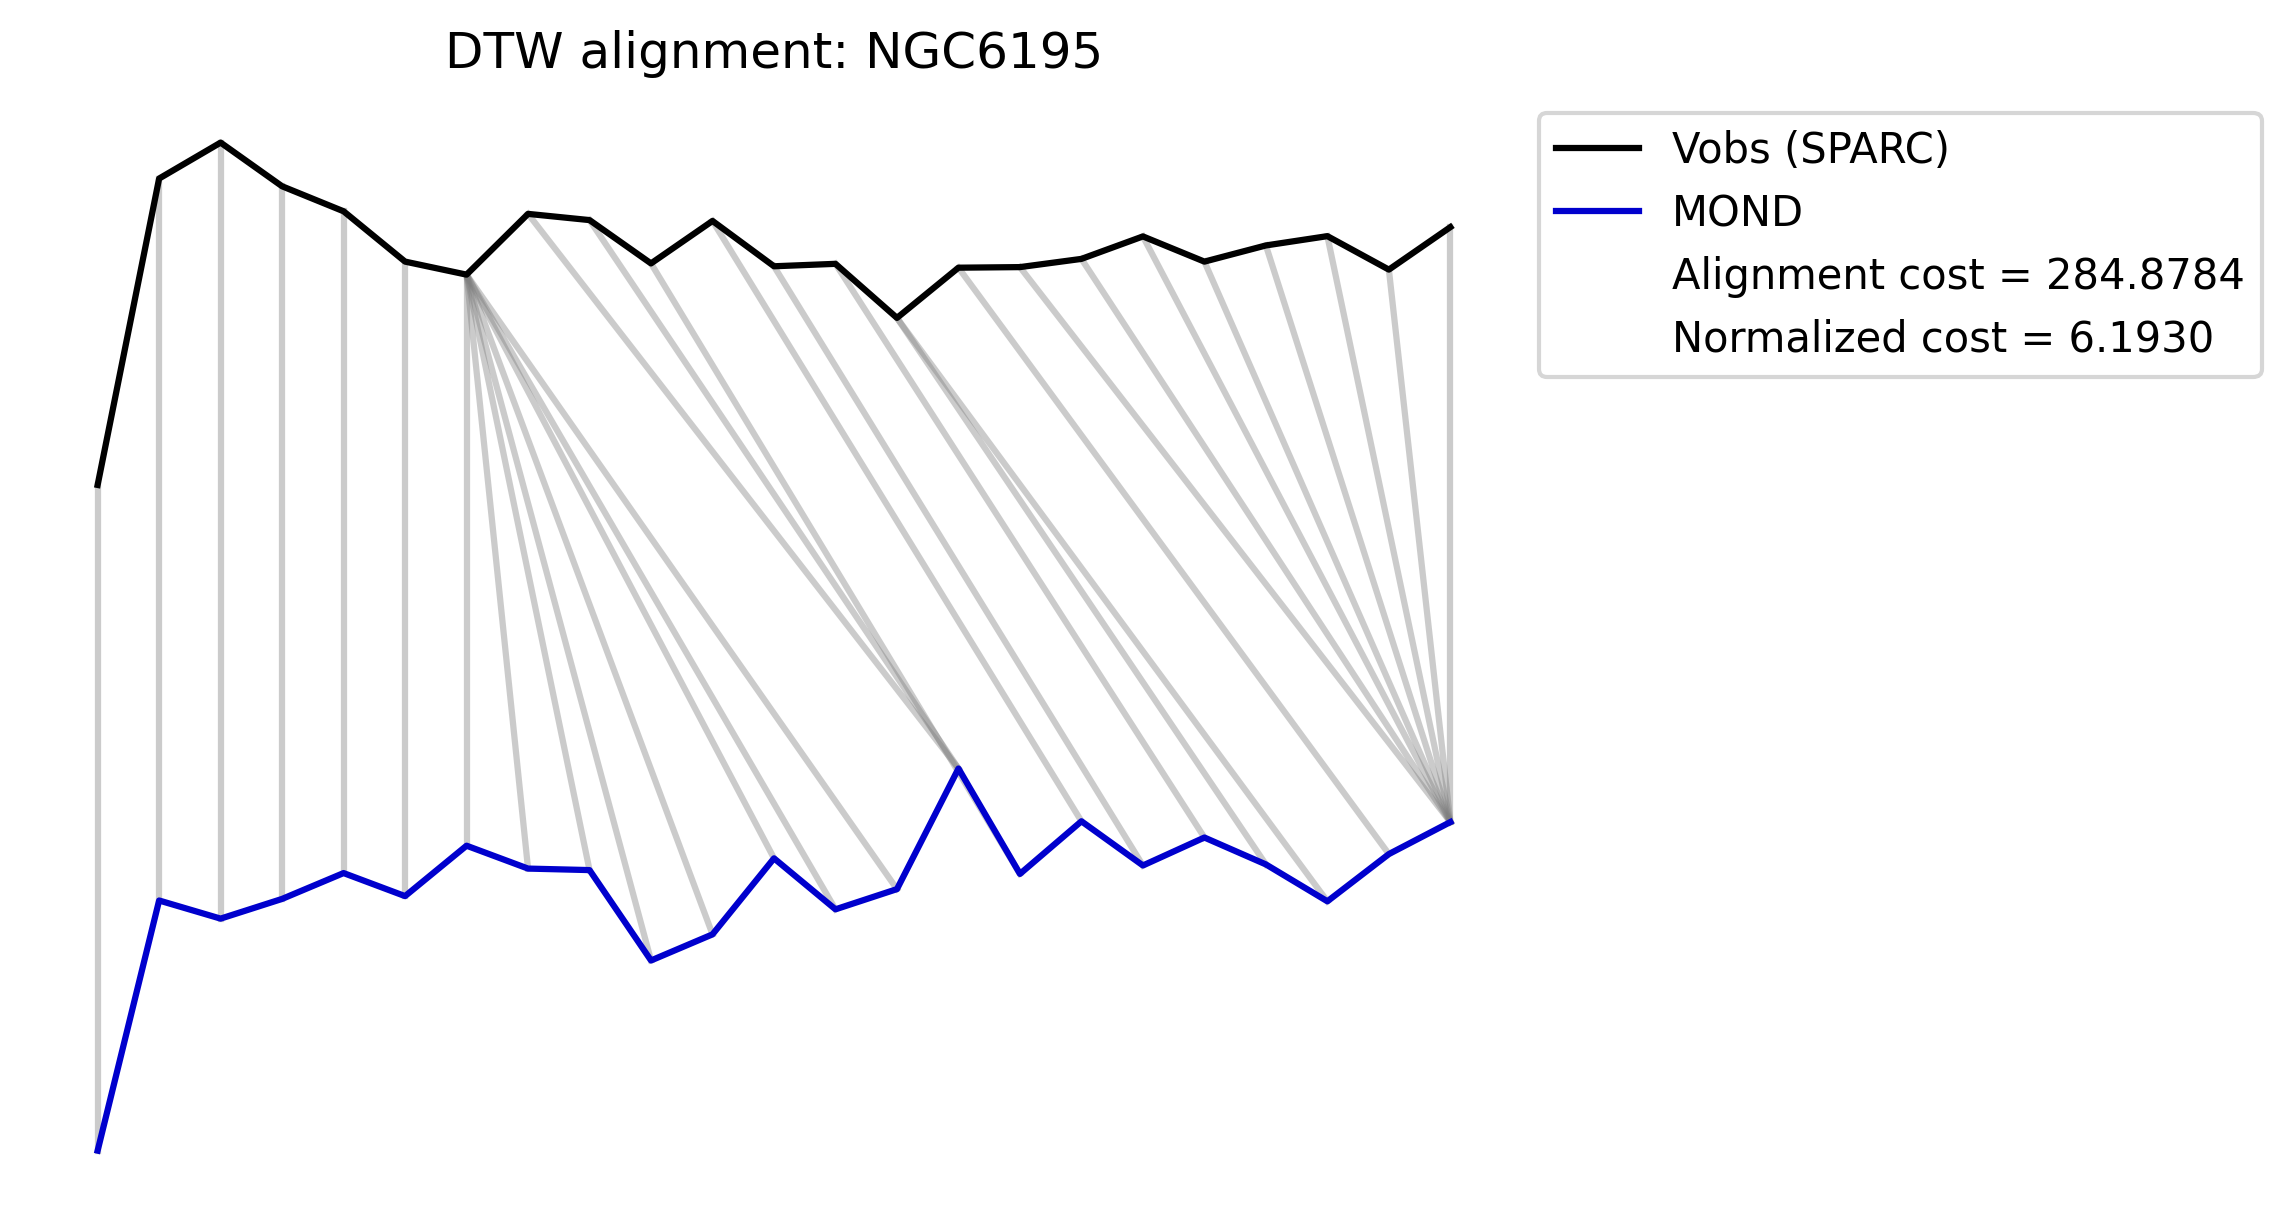 DTW alignment: NGC6195
Vobs (SPARC)
MOND
Alignment cost = 284.8784
Normalized cost = 6.1930